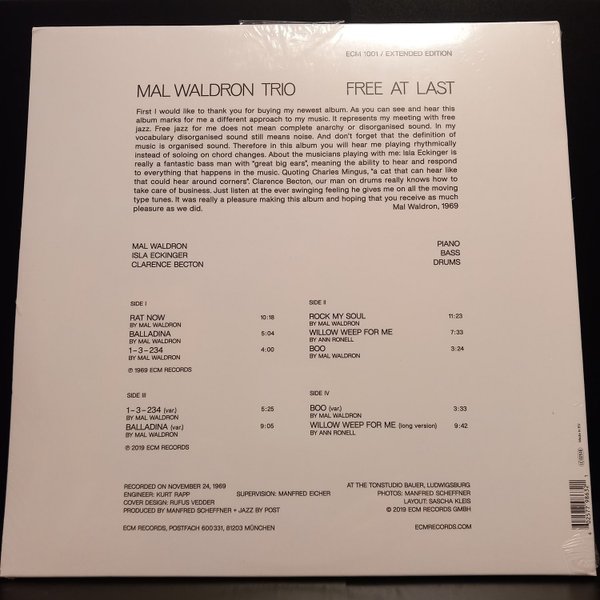 ECM 1001 / EXTENDED EDITION
MAL WALDRON TRIO FREE AT LAST
First I would like to thank you for buying my newest album. As you can see and hear this
album marks for me a different approach to my music. It represents my meeting with free
jazz. Free jazz for me does not mean complete anarchy or disorganised sound. In my
vocabulary disorganised sound still means noise. And don't forget that the definition
of music is organised sound. Therefore in this album you will hear me playing rhythmically
instead of soloing on chord changes. About the musicians playing with me: Isla Eckinger is
really a fantastic bass man with "great big ears", meaning the ability to hear and respond
to everything that happens in the music. Quoting Charles Mingus, "a cat that can hear like
that could hear around corners". Clarence Becton, our man on drums really knows how to
take care of business. Just listen at the ever swinging feeling he gives me on all the moving
type tunes. It was really a pleasure making this album and hoping that you receive as much
pleasure as we did. Mal Waldron, 1969
MAL WALDRON PIANO
ISLA ECKINGER BASS
CLARENCE BECTON DRUMS
SIDE I
RAT NOW 10:18
BY MAL WALDRON
BALLADINA 5:04
BY MAL WALDRON
1-3-234 4:00
BY MAL WALDRON
℗ 1969 ECM RECORDS
SIDE II
ROCK MY SOUL 11:23
BY MAL WALDRON
WILLOW WEEP FOR ME 7:33
BY ANN RONELL
BOO 3:24
BY MAL WALDRON
SIDE III
1-3-234 (var.) 5:25
BY MAL WALDRON
BALLADINA (var.) 9:05
BY MAL WALDRON
℗ 2019 ECM RECORDS
SIDE IV
BOO (var.) 3:33
BY MAL WALDRON
WILLOW WEEP FOR ME (long version) 9:42
BY ANN RONELL
RECORDED ON NOVEMBER 24, 1969 AT THE TONSTUDIO BAUER, LUDWIGSBURG
ENGINEER: KURT RAPP SUPERVISION: MANFRED EICHER PHOTOS: MANFRED SCHEFFNER
COVER DESIGN: RUFUS VEDDER LAYOUT: SASCHA KLEIS
PRODUCED BY MANFRED SCHEFFNER + JAZZ BY POST © 2019 ECM RECORDS GMBH
ECM RECORDS, POSTFACH 600331, 81203 MÜNCHEN ECMRECORDS.COM